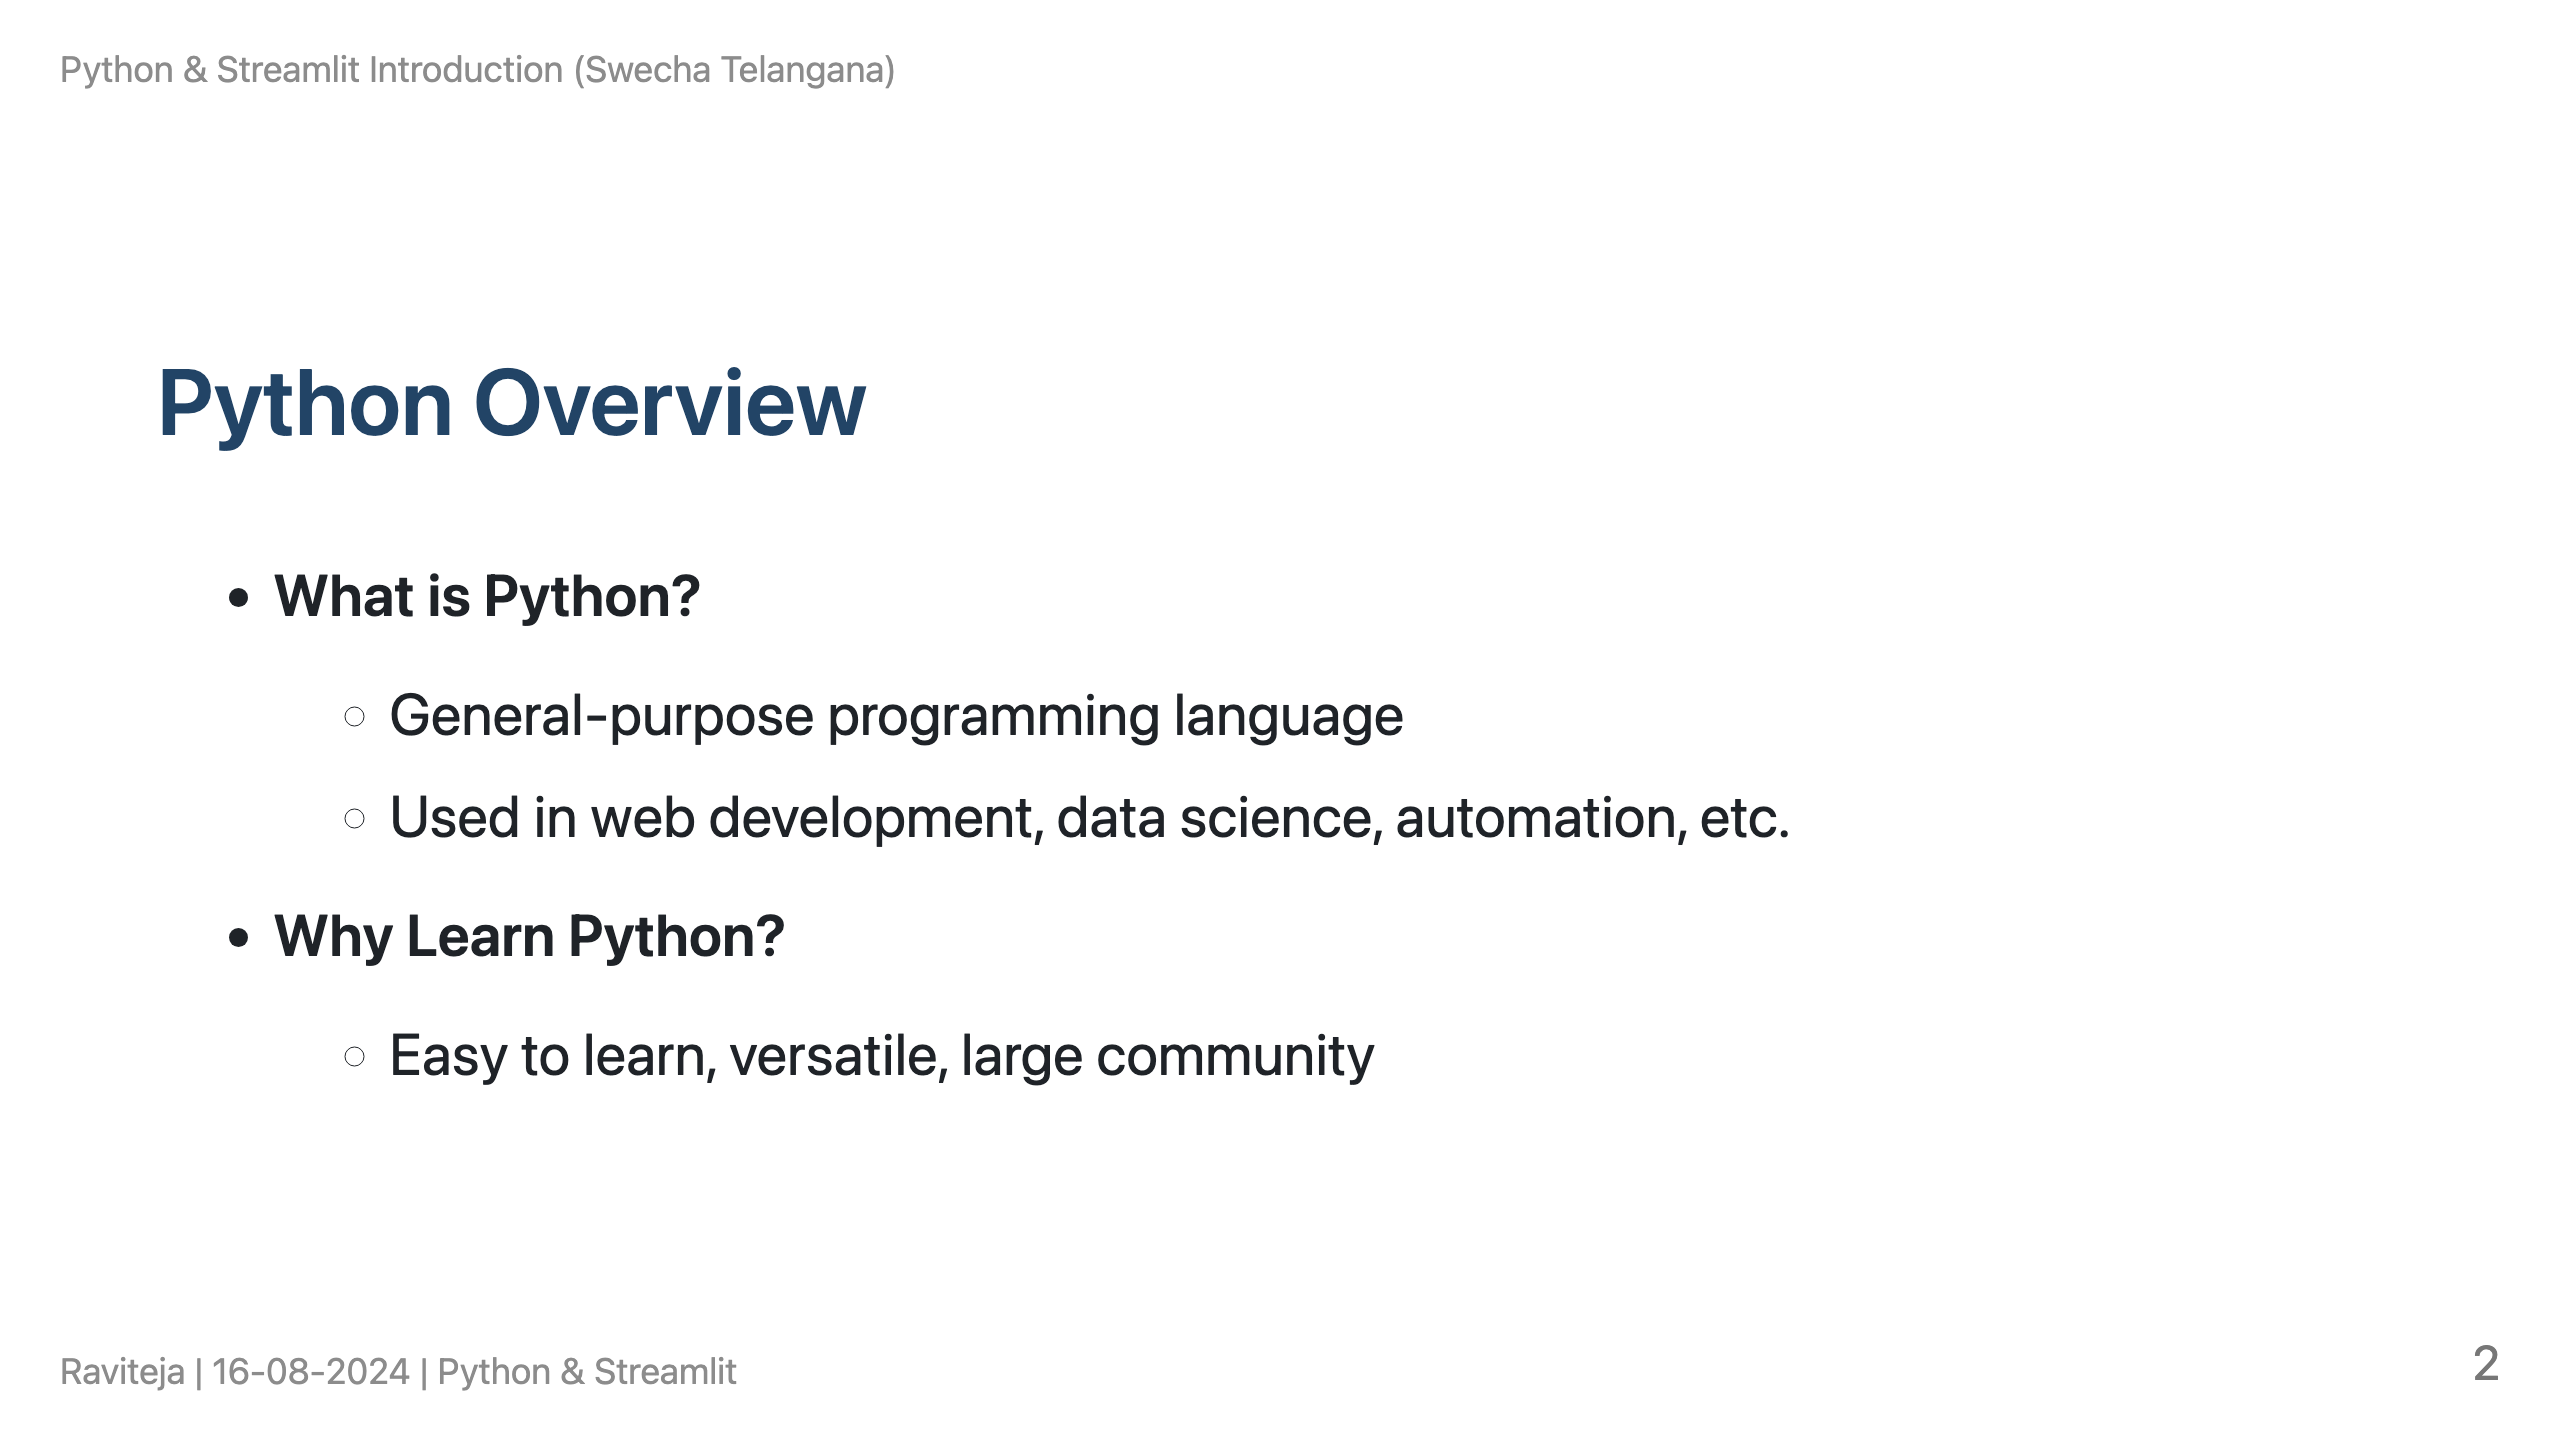 Python & Streamlit Introduction (Swecha Telangana)
Python Overview
What is Python?
General-purpose programming language
Used in web development, data science, automation, etc.
Why Learn Python?
Easy to learn, versatile, large community
Raviteja | 16-08-2024 | Python & Streamlit
2